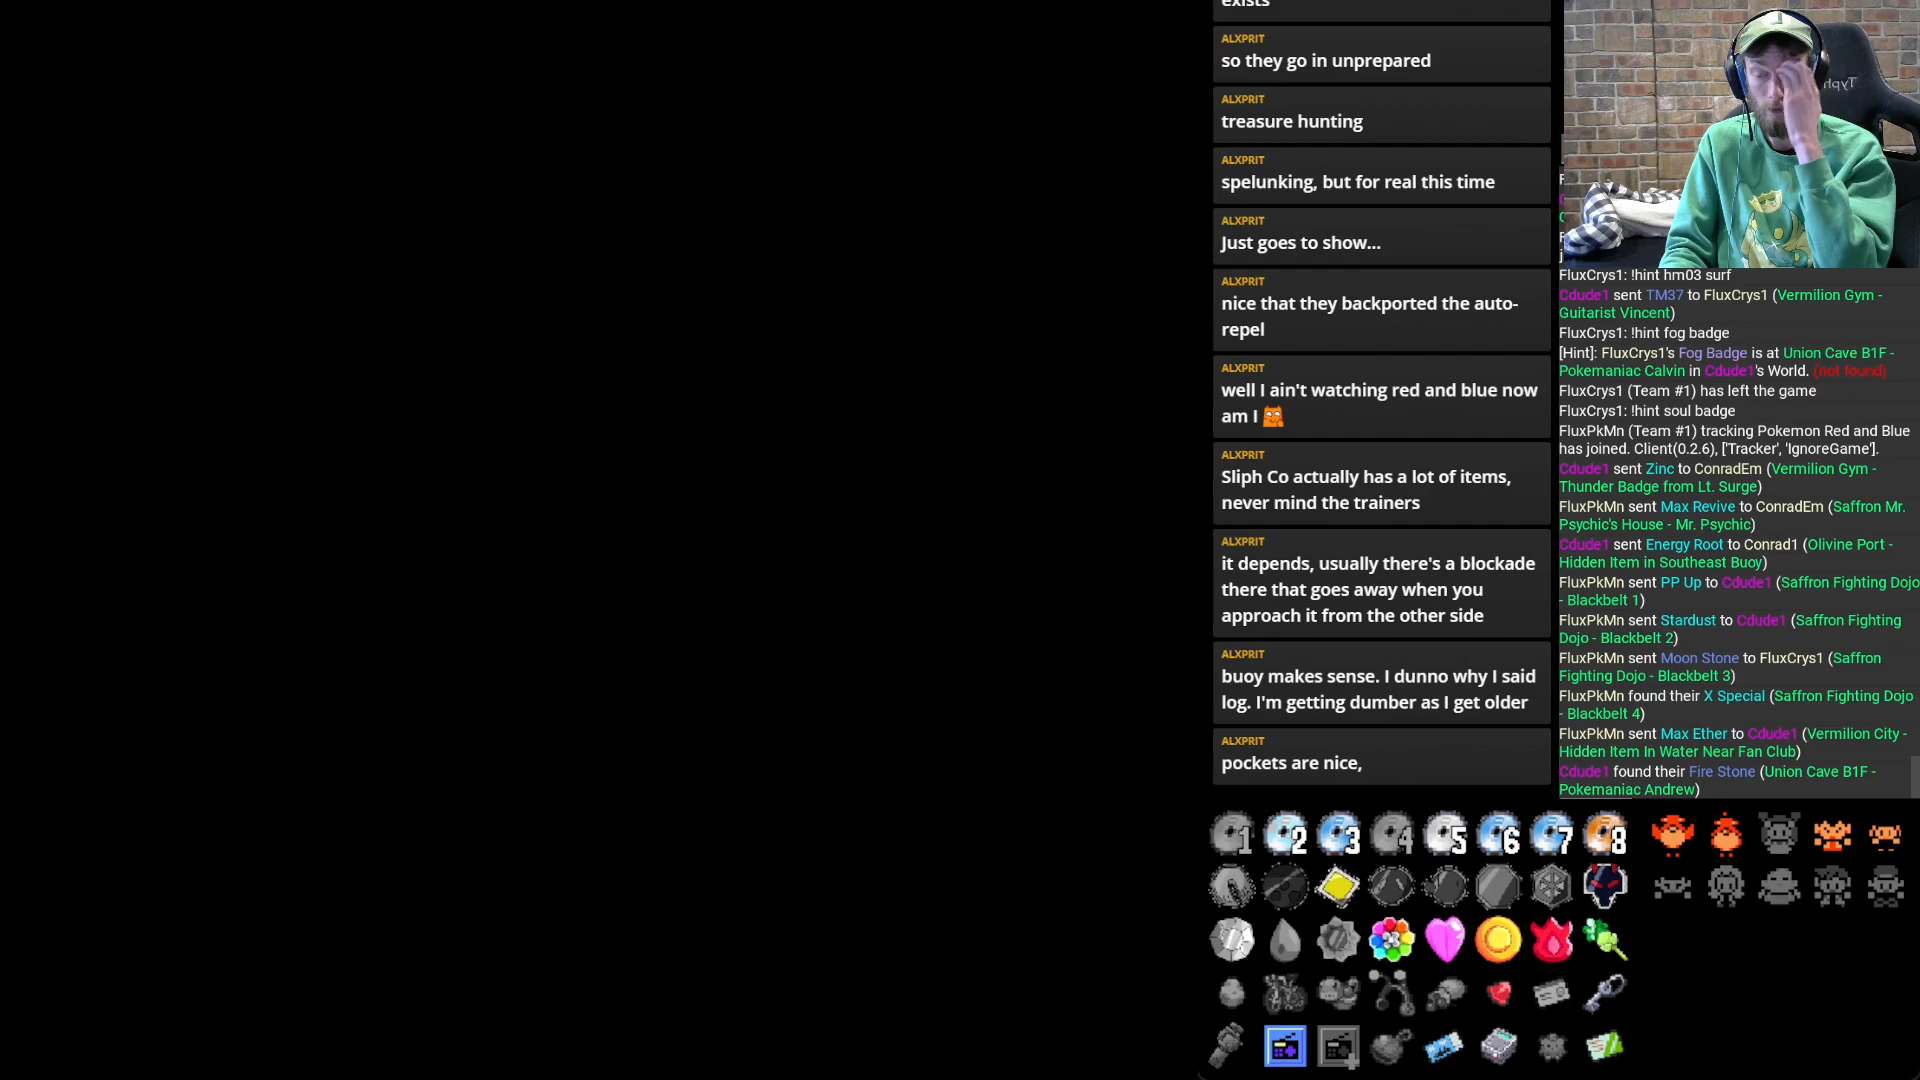 exists
ALXPRIT
so they go in unprepared
ALXPRIT
treasure hunting
ALXPRIT
spelunking, but for real this time
ALXPRIT
Just goes to show...
ALXPRIT
nice that they backported the auto-
repel
ALXPRIT
well I ain't watching red and blue now
am I
ALXPRIT
Sliph Co actually has a lot of items,
never mind the trainers
ALXPRIT
it depends, usually there's a blockade
there that goes away when you
approach it from the other side
ALXPRIT
buoy makes sense. I dunno why I said
log. I'm getting dumber as I get older
ALXPRIT
pockets are nice,
FluxCrys1: !hint hm03 surf
Cdude1 sent TM37 to FluxCrys1 (Vermilion Gym -
Guitarist Vincent)
FluxCrys1: !hint fog badge
[Hint]: FluxCrys1's Fog Badge is at Union Cave B1F -
Pokemaniac Calvin in Cdude1's World. (not found)
FluxCrys1 (Team #1) has left the game
FluxCrys1: !hint soul badge
FluxPkMn (Team #1) tracking Pokemon Red and Blue
has joined. Client(0.2.6), ['Tracker', 'IgnoreGame'].
Cdude1 sent Zinc to ConradEm (Vermilion Gym -
Thunder Badge from Lt. Surge)
FluxPkMn sent Max Revive to ConradEm (Saffron Mr.
Psychic's House - Mr. Psychic)
Cdude1 sent Energy Root to Conrad1 (Olivine Port -
Hidden Item in Southeast Buoy)
FluxPkMn sent PP Up to Cdude1 (Saffron Fighting Dojo
- Blackbelt 1)
FluxPkMn sent Stardust to Cdude1 (Saffron Fighting
Dojo - Blackbelt 2)
FluxPkMn sent Moon Stone to FluxCrys1 (Saffron
Fighting Dojo - Blackbelt 3)
FluxPkMn found their X Special (Saffron Fighting Dojo
- Blackbelt 4)
FluxPkMn sent Max Ether to Cdude1 (Vermilion City -
Hidden Item In Water Near Fan Club)
Cdude1 found their Fire Stone (Union Cave B1F -
Pokemaniac Andrew)
1 2 3 4 5 6 7 8